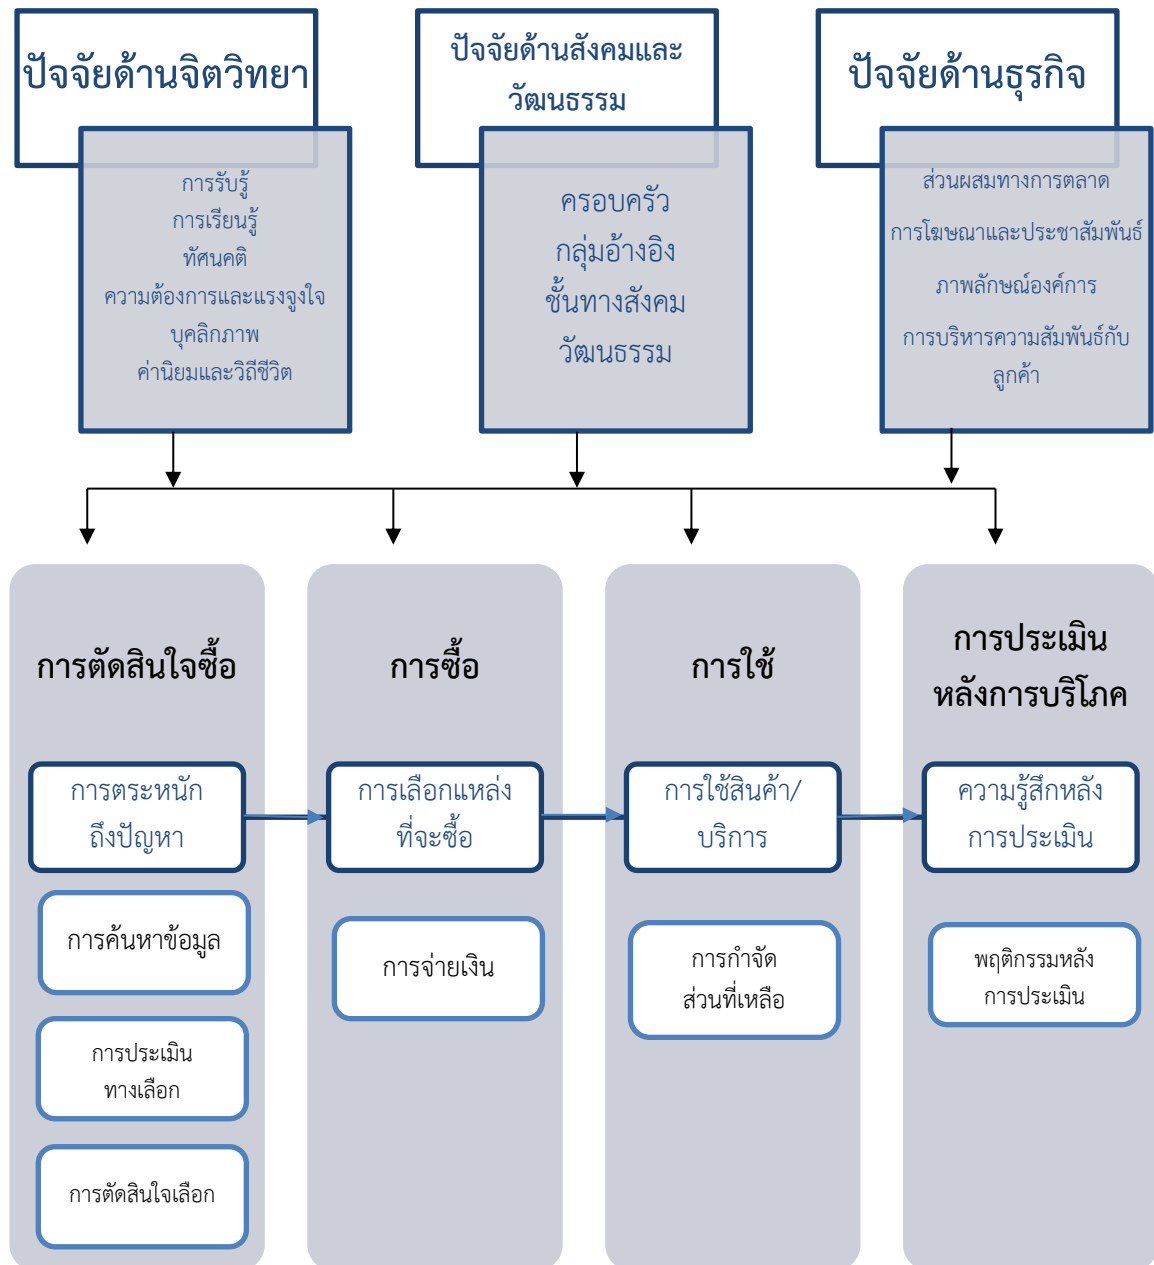 ปัจจัยด้านจิตวิทยา
การรับรู้
การเรียนรู้
ทัศนคติ
ความต้องการและแรงจูงใจ
บุคลิกภาพ
ค่านิยมและวิถีชีวิต
ปัจจัยด้านสังคมและ
วัฒนธรรม
ครอบครัว
กลุ่มอ้างอิง
ชั้นทางสังคม
วัฒนธรรม
ปัจจัยด้านธุรกิจ
ส่วนผสมทางการตลาด
การโฆษณาและประชาสัมพันธ์
ภาพลักษณ์องค์การ
การบริหารความสัมพันธ์กับ
ลูกค้า
การตัดสินใจซื้อ
การตระหนัก
ถึงปัญหา
การค้นหาข้อมูล
การประเมิน
ทางเลือก
การตัดสินใจเลือก
การซื้อ
การเลือกแหล่ง
ที่จะซื้อ
การจ่ายเงิน
การใช้
การใช้สินค้า/
บริการ
การกำจัด
ส่วนที่เหลือ
การประเมิน
หลังการบริโภค
ความรู้สึกหลัง
การประเมิน
พฤติกรรมหลัง
การประเมิน